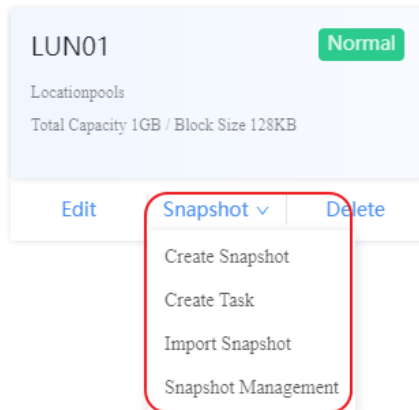 LUN01 Normal
Locationpools
Total Capacity 1GB / Block Size 128KB
Edit Snapshot Delete
Create Snapshot
Create Task
Import Snapshot
Snapshot Management